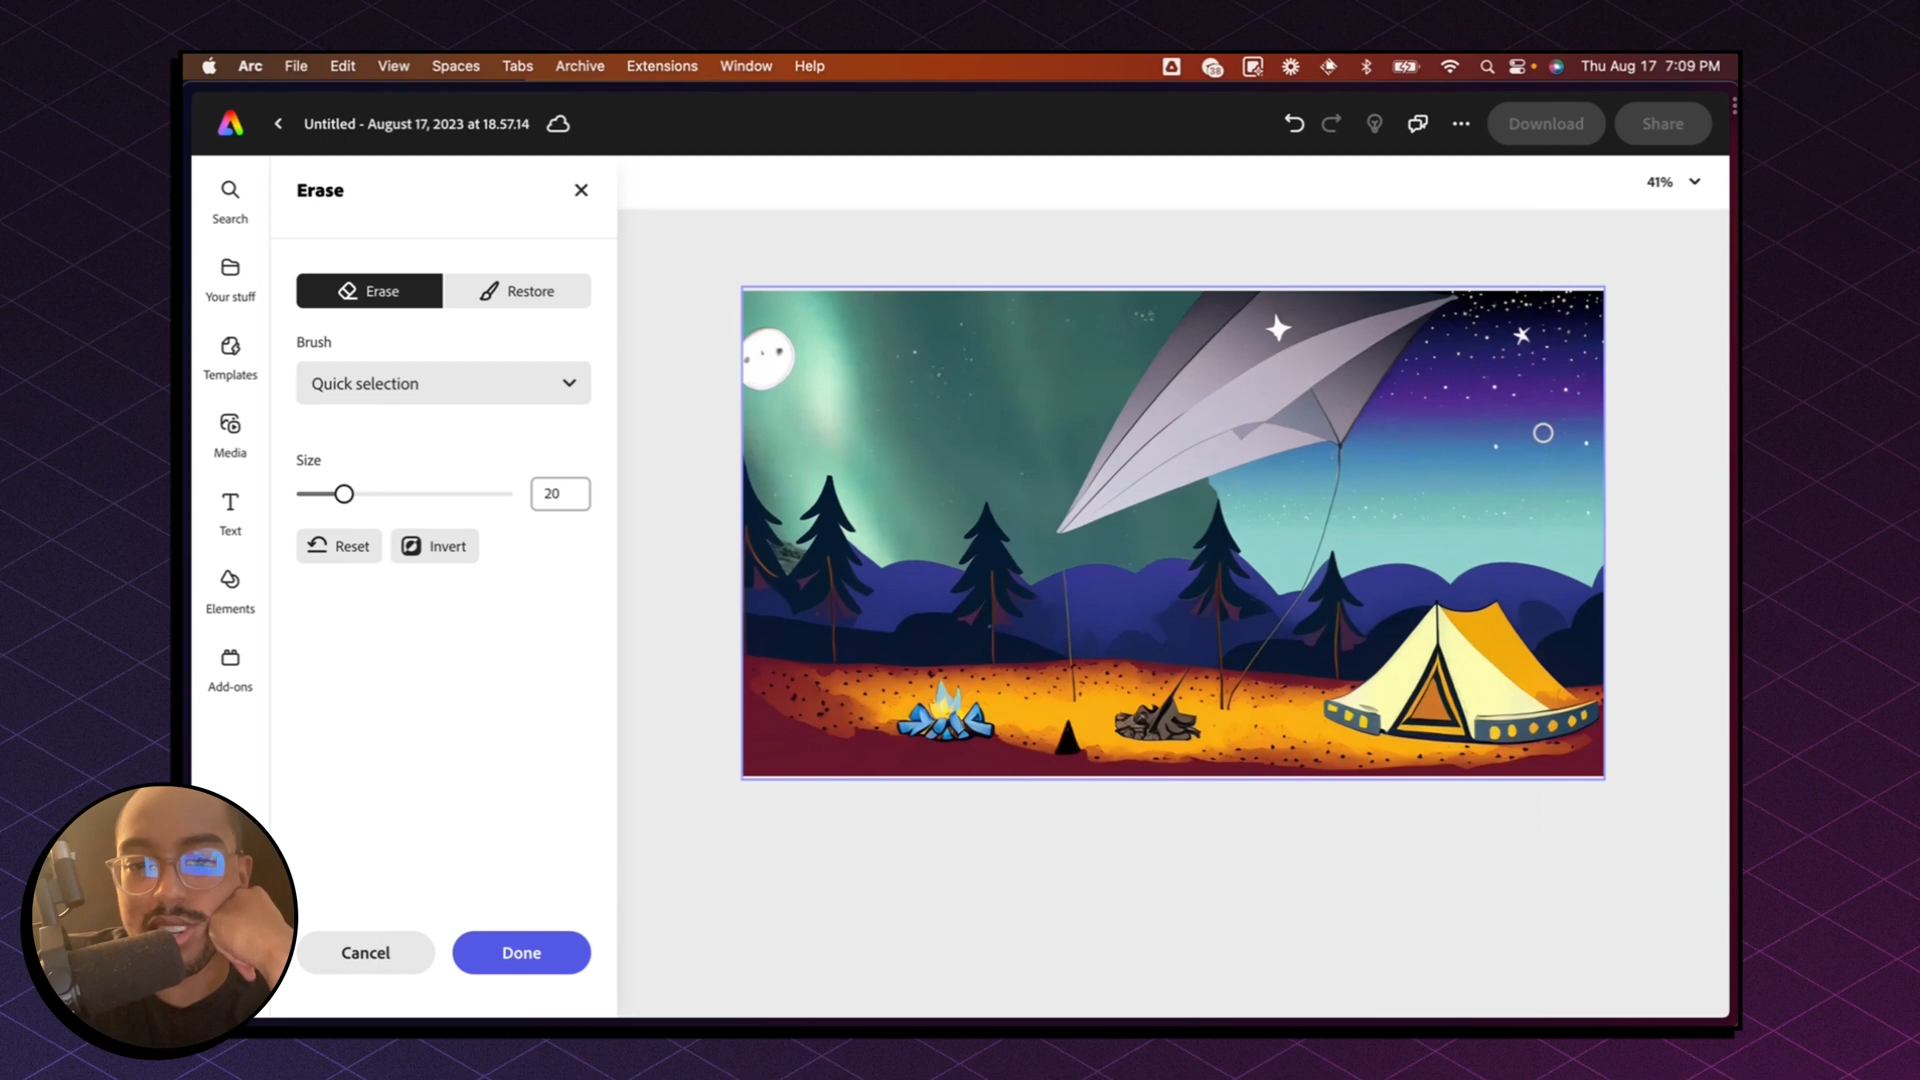 Arc File Edit View Spaces Tabs Archive Extensions Window Help 38 Thu Aug 17 7:09 PM
Untitled - August 17, 2023 at 18.57.14 Download Share
Erase
41%
Search
Your stuff
Templates
Media
Text
Elements
Add-ons
Erase Restore
Brush
Quick selection
Size
20
Reset Invert
Cancel Done